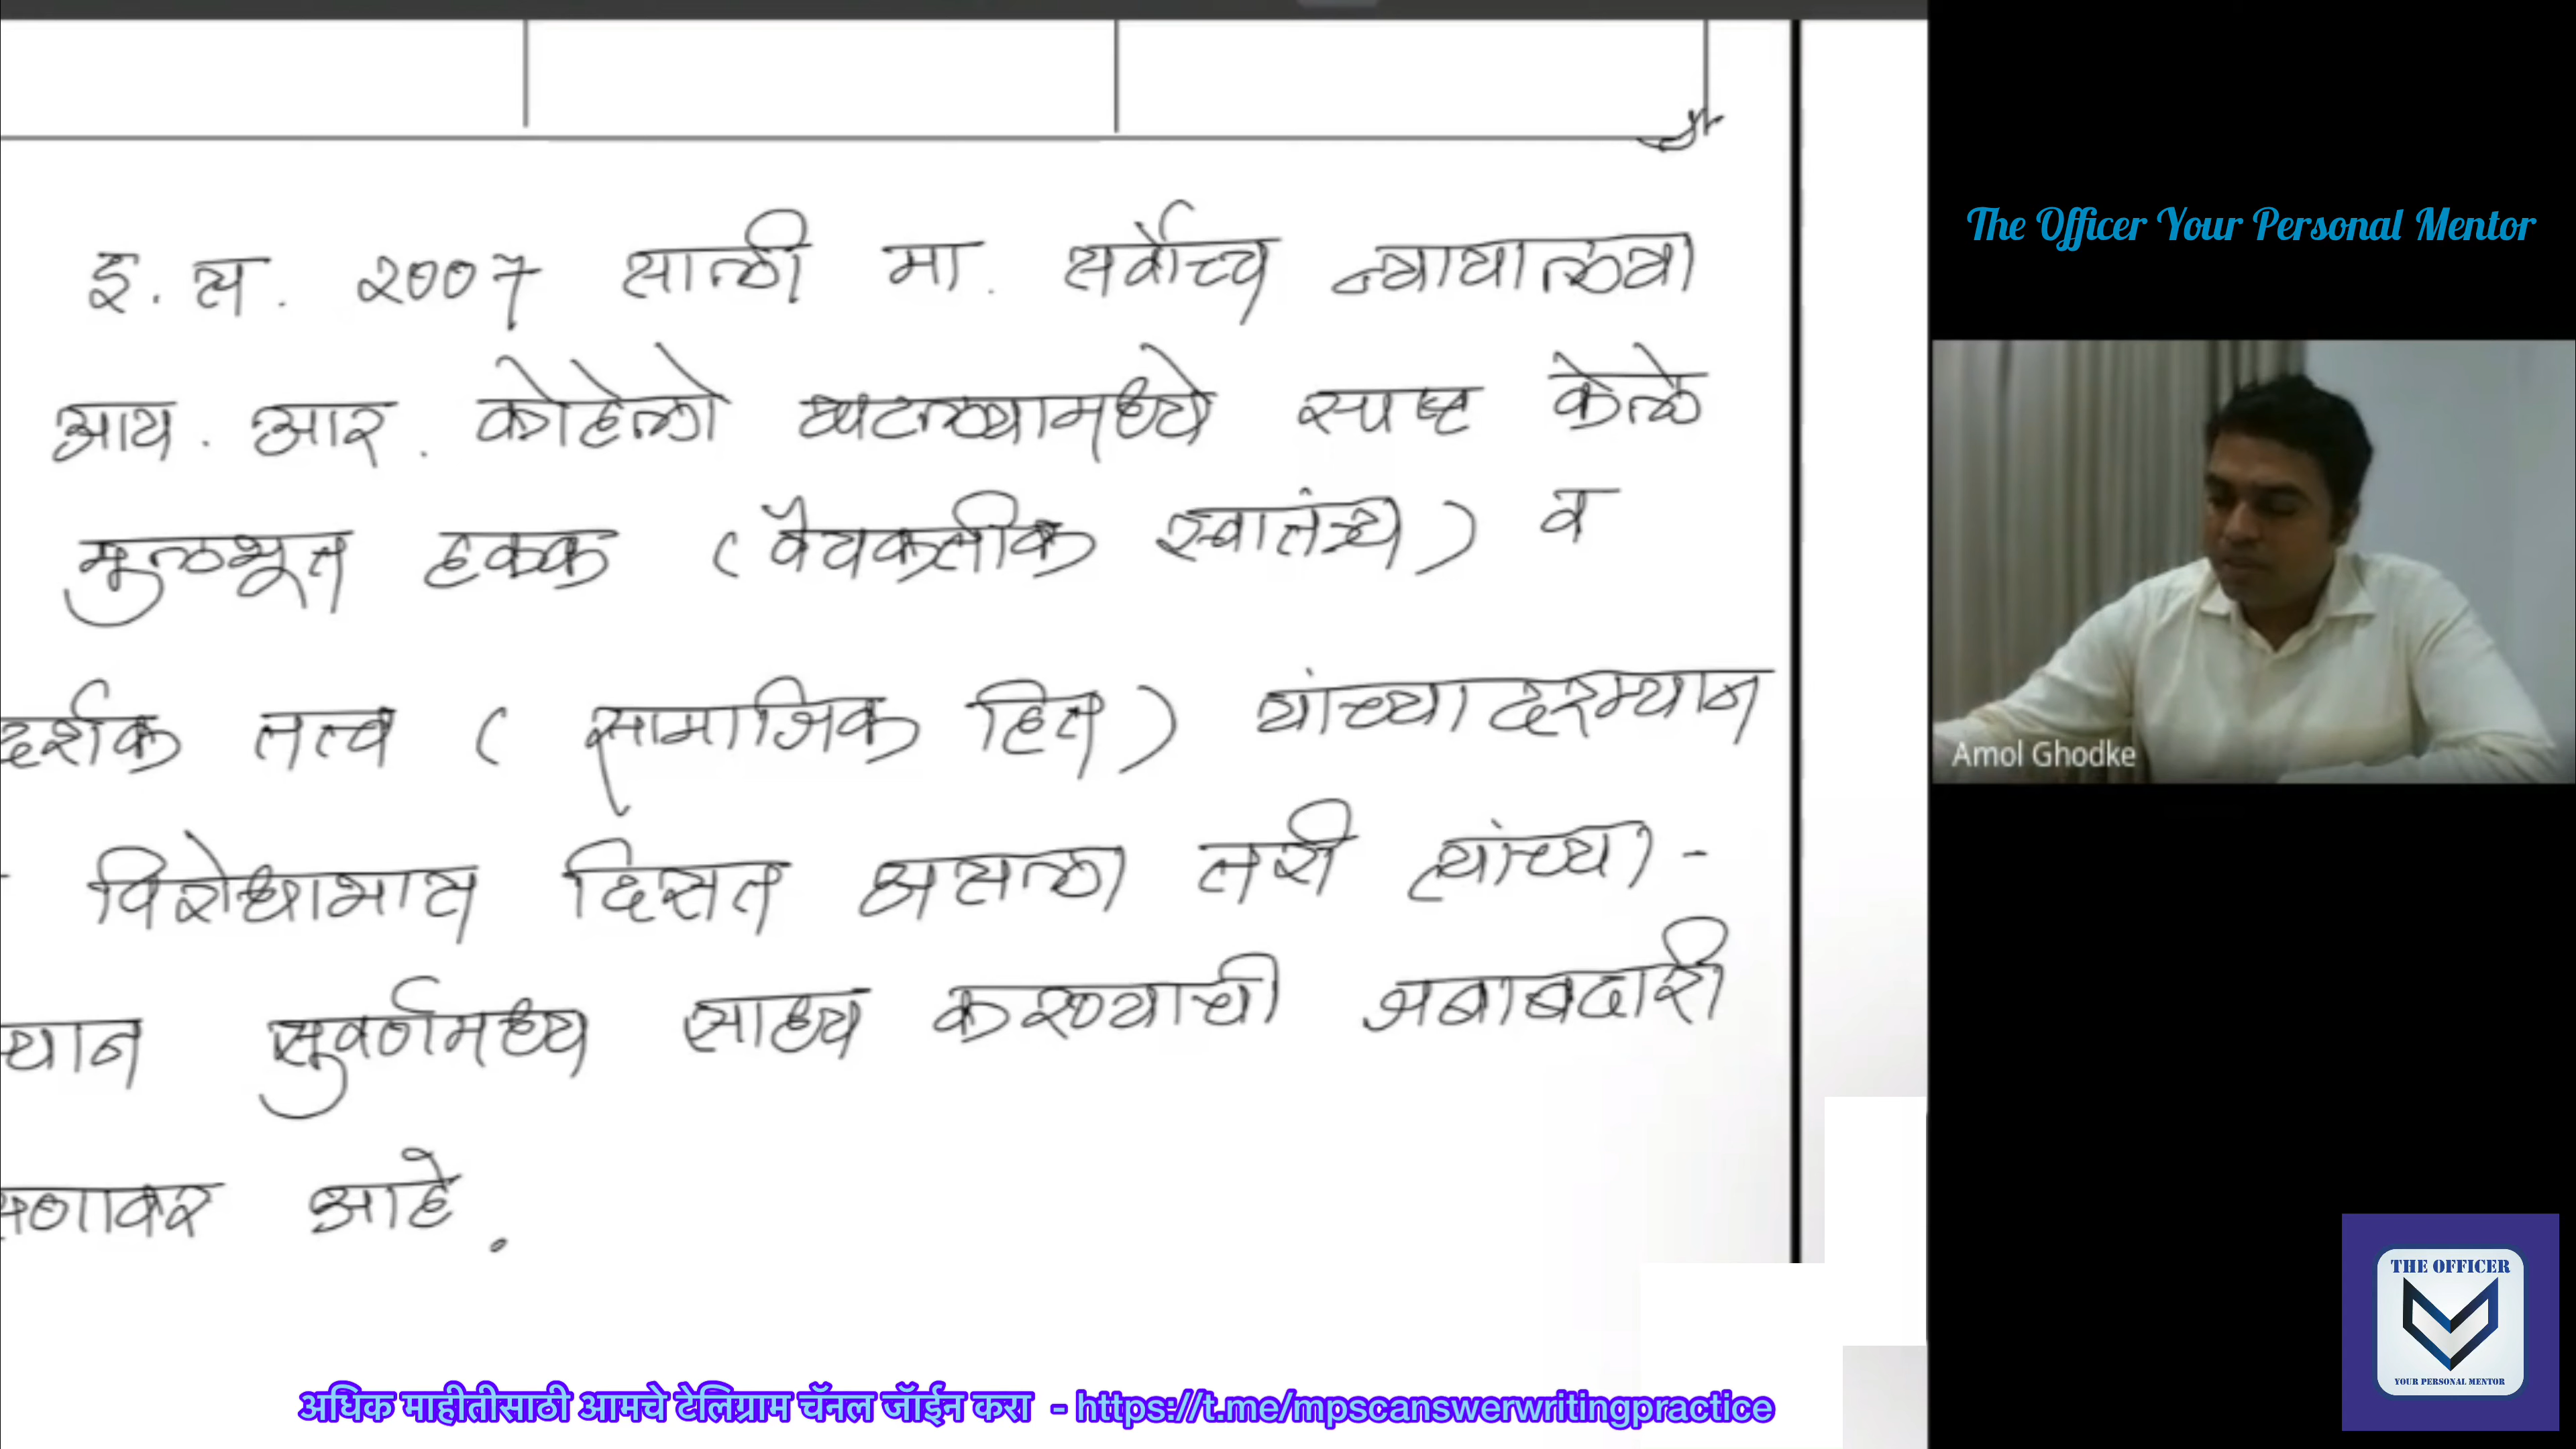 इ. स. २००७ साली मा. सर्वोच्च न्यायालया
आय. आर. कोहेलो खटल्यामध्ये स्पष्ट केले
मुलभूत हक्क (वैयक्तीक स्वातंत्र्य) व
दर्शक तत्व (सामाजिक हित) यांच्या दरम्यान
विरोधाभास दिसत असला तरी त्यांच्या -
म्यान सुवर्णमध्य साध्य करण्याची जबाबदारी
आहे.
The Officer Your Personal Mentor
Amol Ghodke
THE OFFICER
YOUR PERSONAL MENTOR
अधिक माहीतीसाठी आमचे टेलिग्राम चॅनल जॉईन करा - https://t.me/mpscanswerwritingpractice